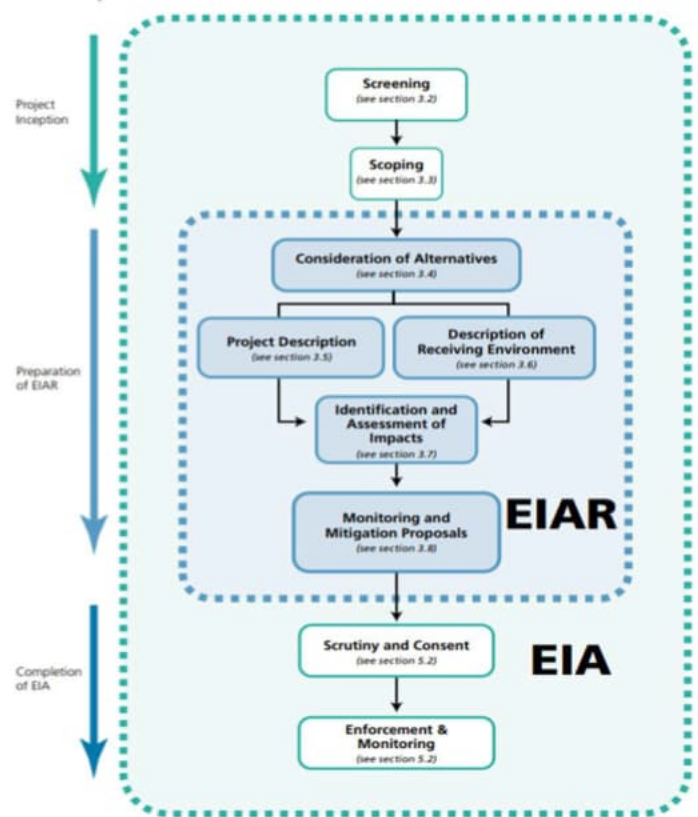 Project
Inception
Screening
(see section 3.2)
Scoping
(see section 3.3)
Consideration of Alternatives
(see section 3.4)
Project Description
(see section 3.5)
Description of
Receiving Environment
(see section 3.6)
Preparation
of EIAR
Identification and
Assessment of
Impacts
(see section 3.7)
Monitoring and
Mitigation Proposals
(see section 3.8)
EIAR
Scrutiny and Consent
(see section 5.2)
EIA
Completion
of EIA
Enforcement &
Monitoring
(see section 5.2)